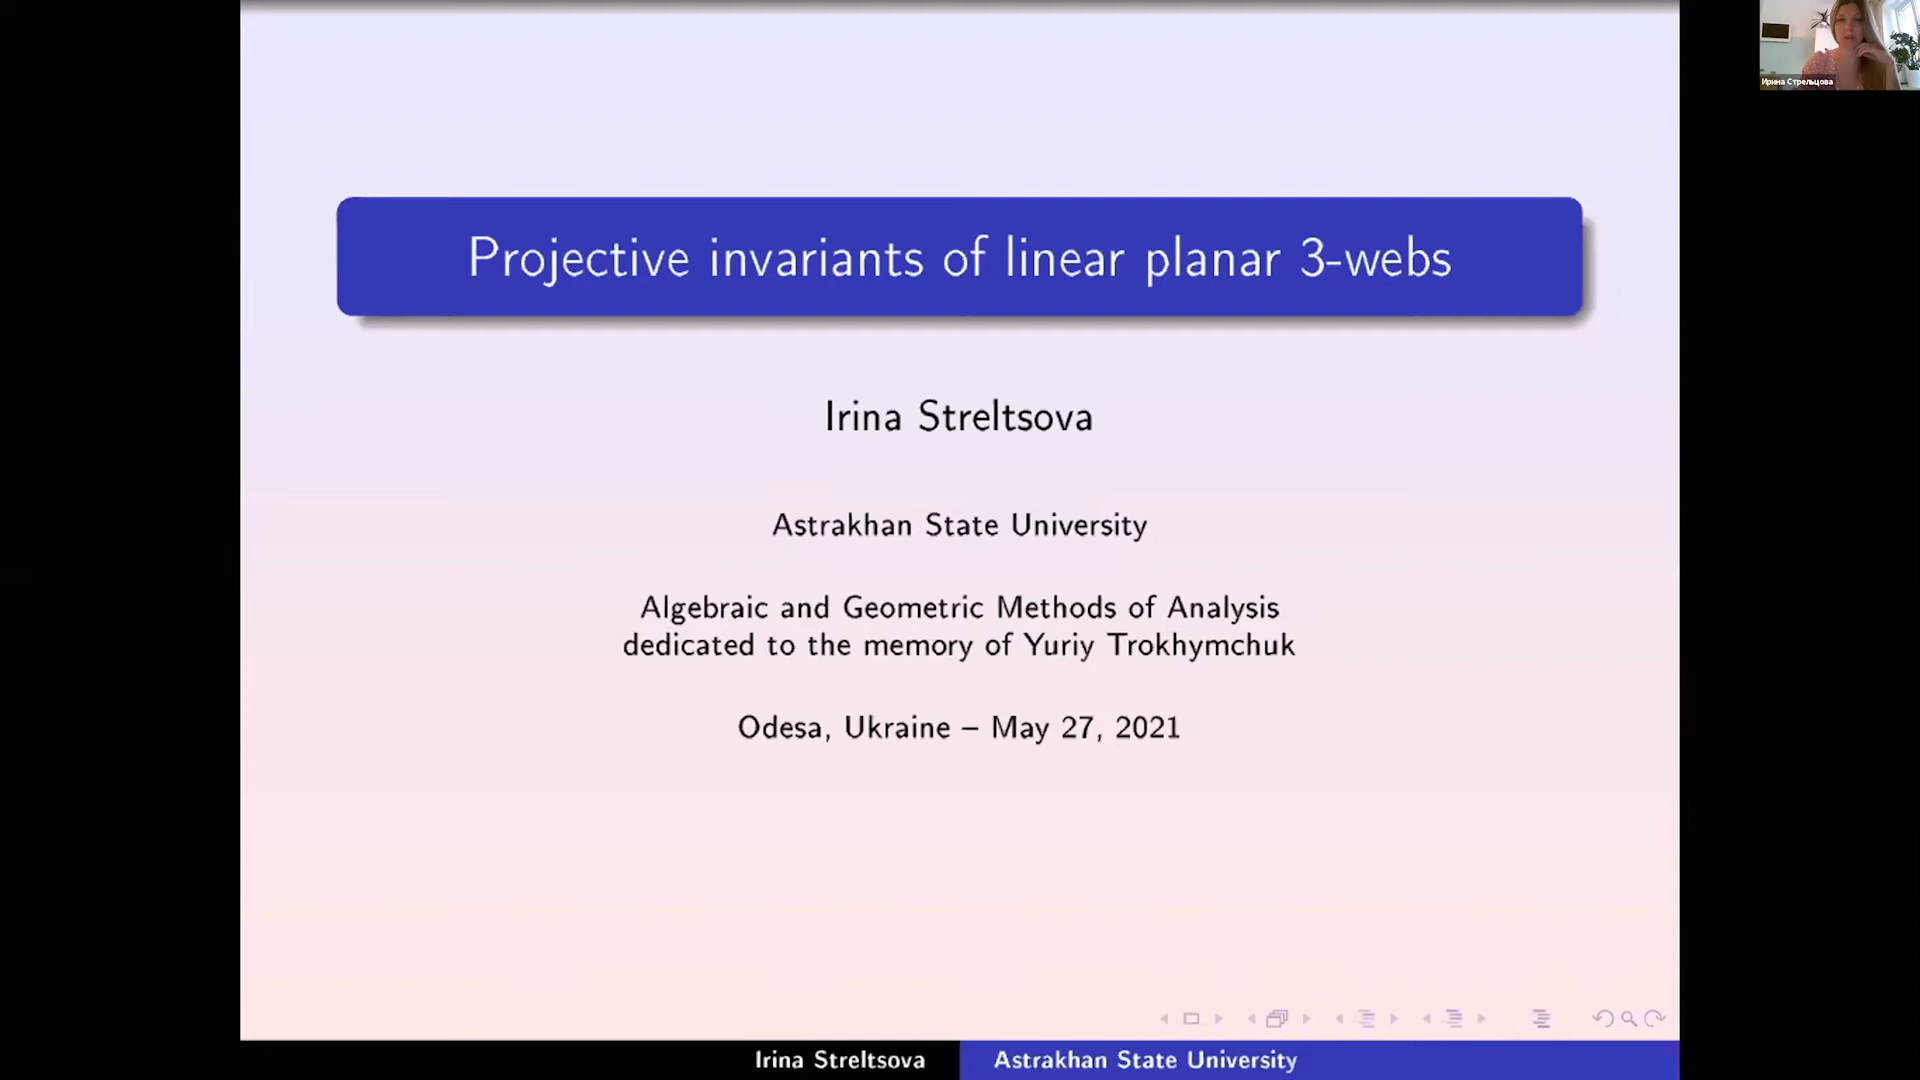 Ирина Стрельцова
Projective invariants of linear planar 3-webs
Irina Streltsova
Astrakhan State University
Algebraic and Geometric Methods of Analysis
dedicated to the memory of Yuriy Trokhymchuk
Odesa, Ukraine – May 27, 2021
Irina Streltsova
Astrakhan State University